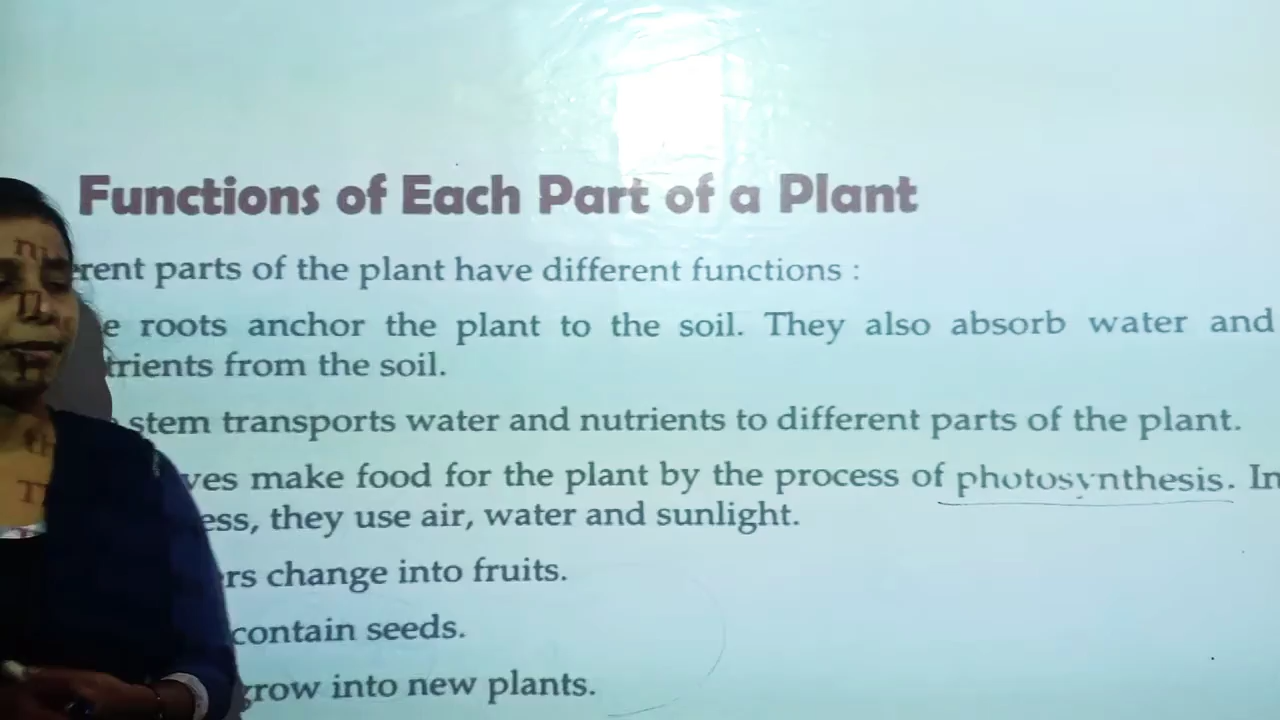 Functions of Each Part of a Plant
rent parts of the plant have different functions :
e roots anchor the plant to the soil. They also absorb water and
trients from the soil.
stem transports water and nutrients to different parts of the plant.
ves make food for the plant by the process of photosynthesis. In
ess, they use air, water and sunlight.
rs change into fruits.
contain seeds.
grow into new plants.